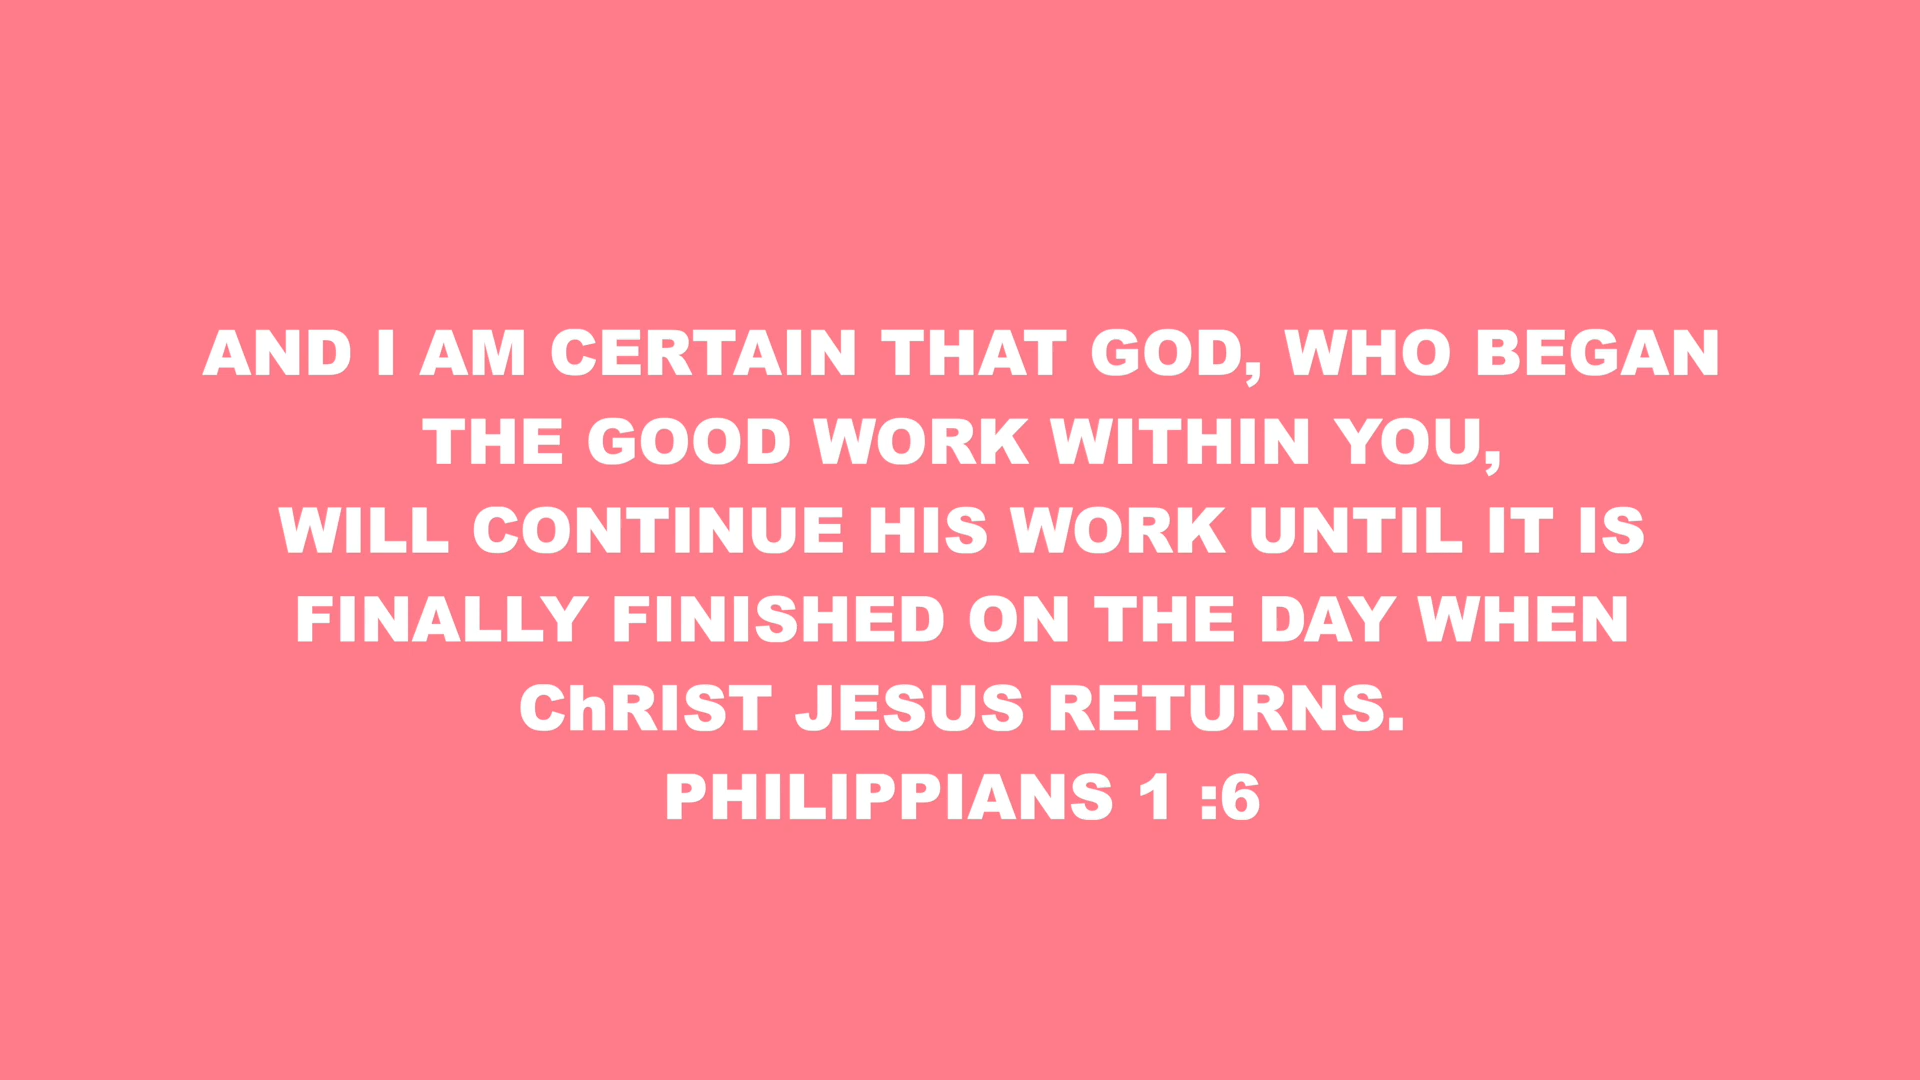 AND I AM CERTAIN THAT GOD, WHO BEGAN
THE GOOD WORK WITHIN YOU,
WILL CONTINUE HIS WORK UNTIL IT IS
FINALLY FINISHED ON THE DAY WHEN
ChRIST JESUS RETURNS.
PHILIPPIANS 1 :6